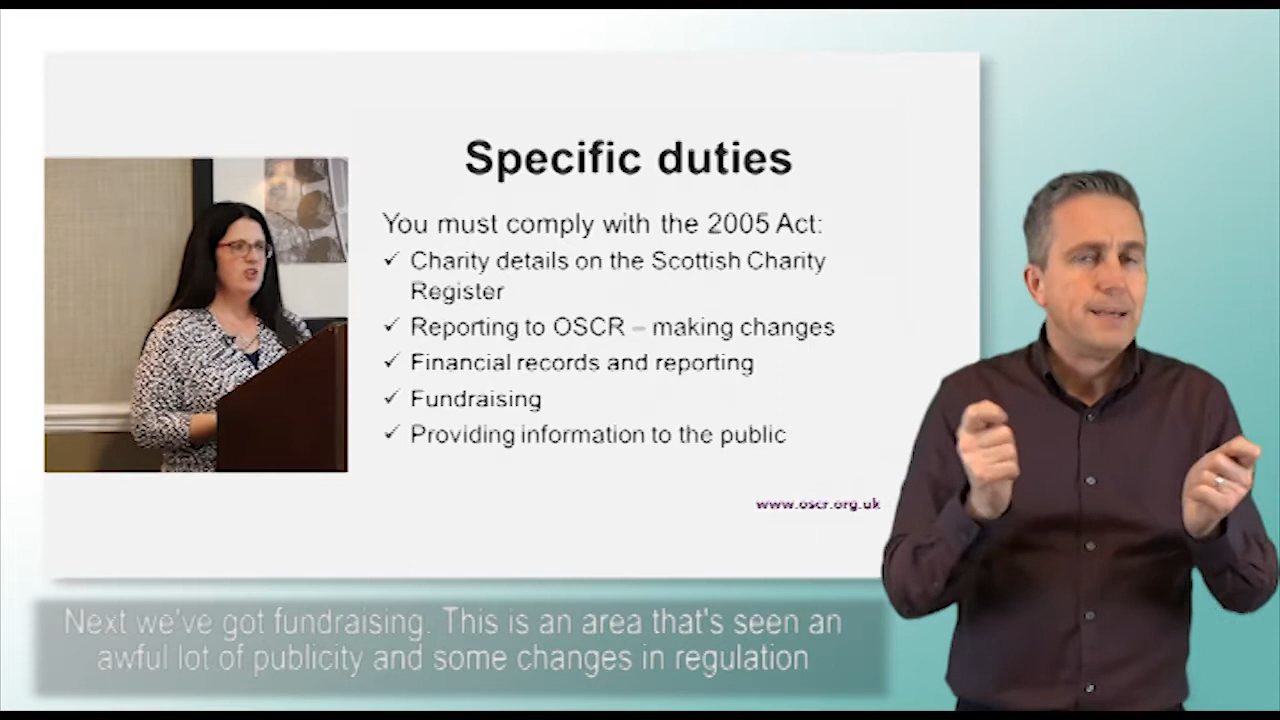 Specific duties
You must comply with the 2005 Act:
✓ Charity details on the Scottish Charity
Register
✓ Reporting to OSCR – making changes
✓ Financial records and reporting
✓ Fundraising
✓ Providing information to the public
www.oscr.org.uk
Next we've got fundraising. This is an area that's seen an
awful lot of publicity and some changes in regulation